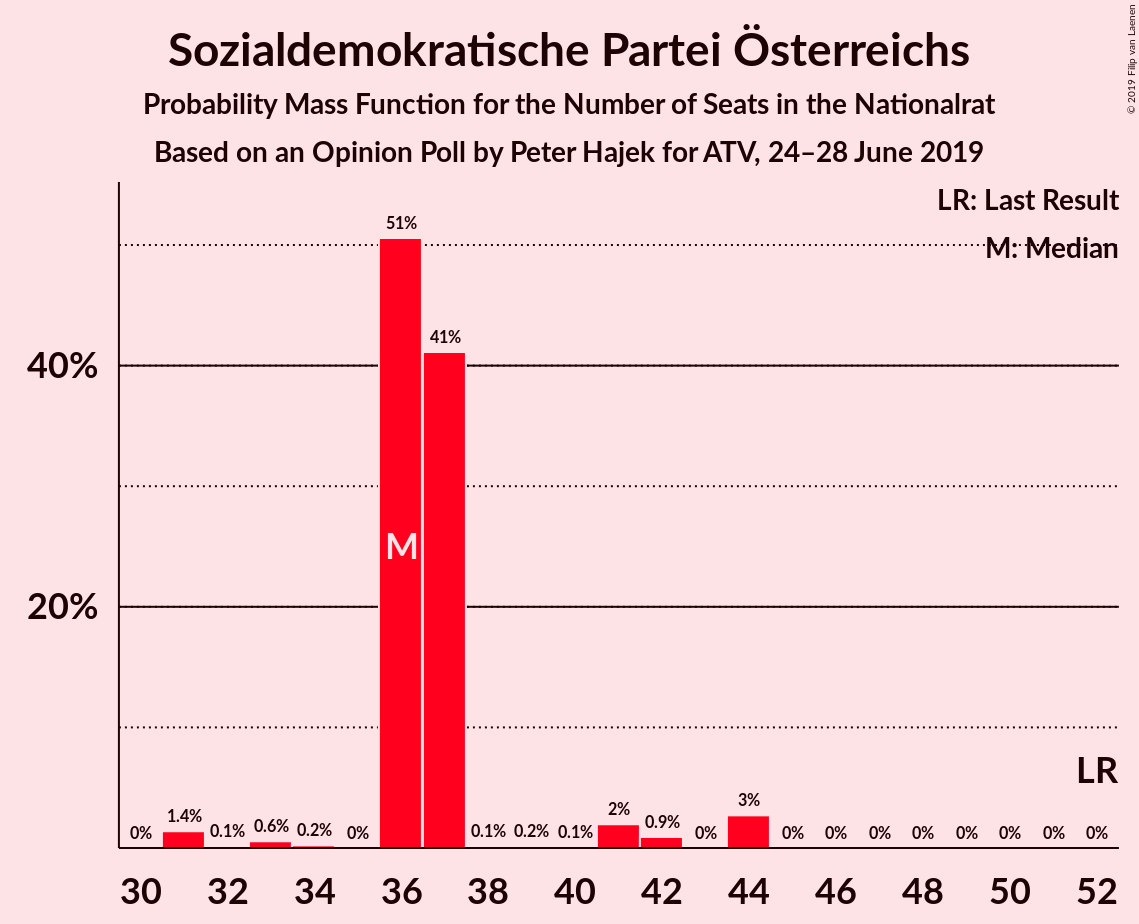 Sozialdemokratische Partei Österreichs
Probability Mass Function for the Number of Seats in the Nationalrat
Based on an Opinion Poll by Peter Hajek for ATV, 24–28 June 2019
© 2019 Filip van Laenen
LR: Last Result
M: Median
51%
41%
40%
M
20%
LR
0% 1.4% 0.1% 0.6% 0.2% 0% 0.1% 0.2% 0.1% 2% 0.9% 0% 3% 0% 0% 0% 0% 0% 0% 0% 0%
30 32 34 36 38 40 42 44 46 48 50 52